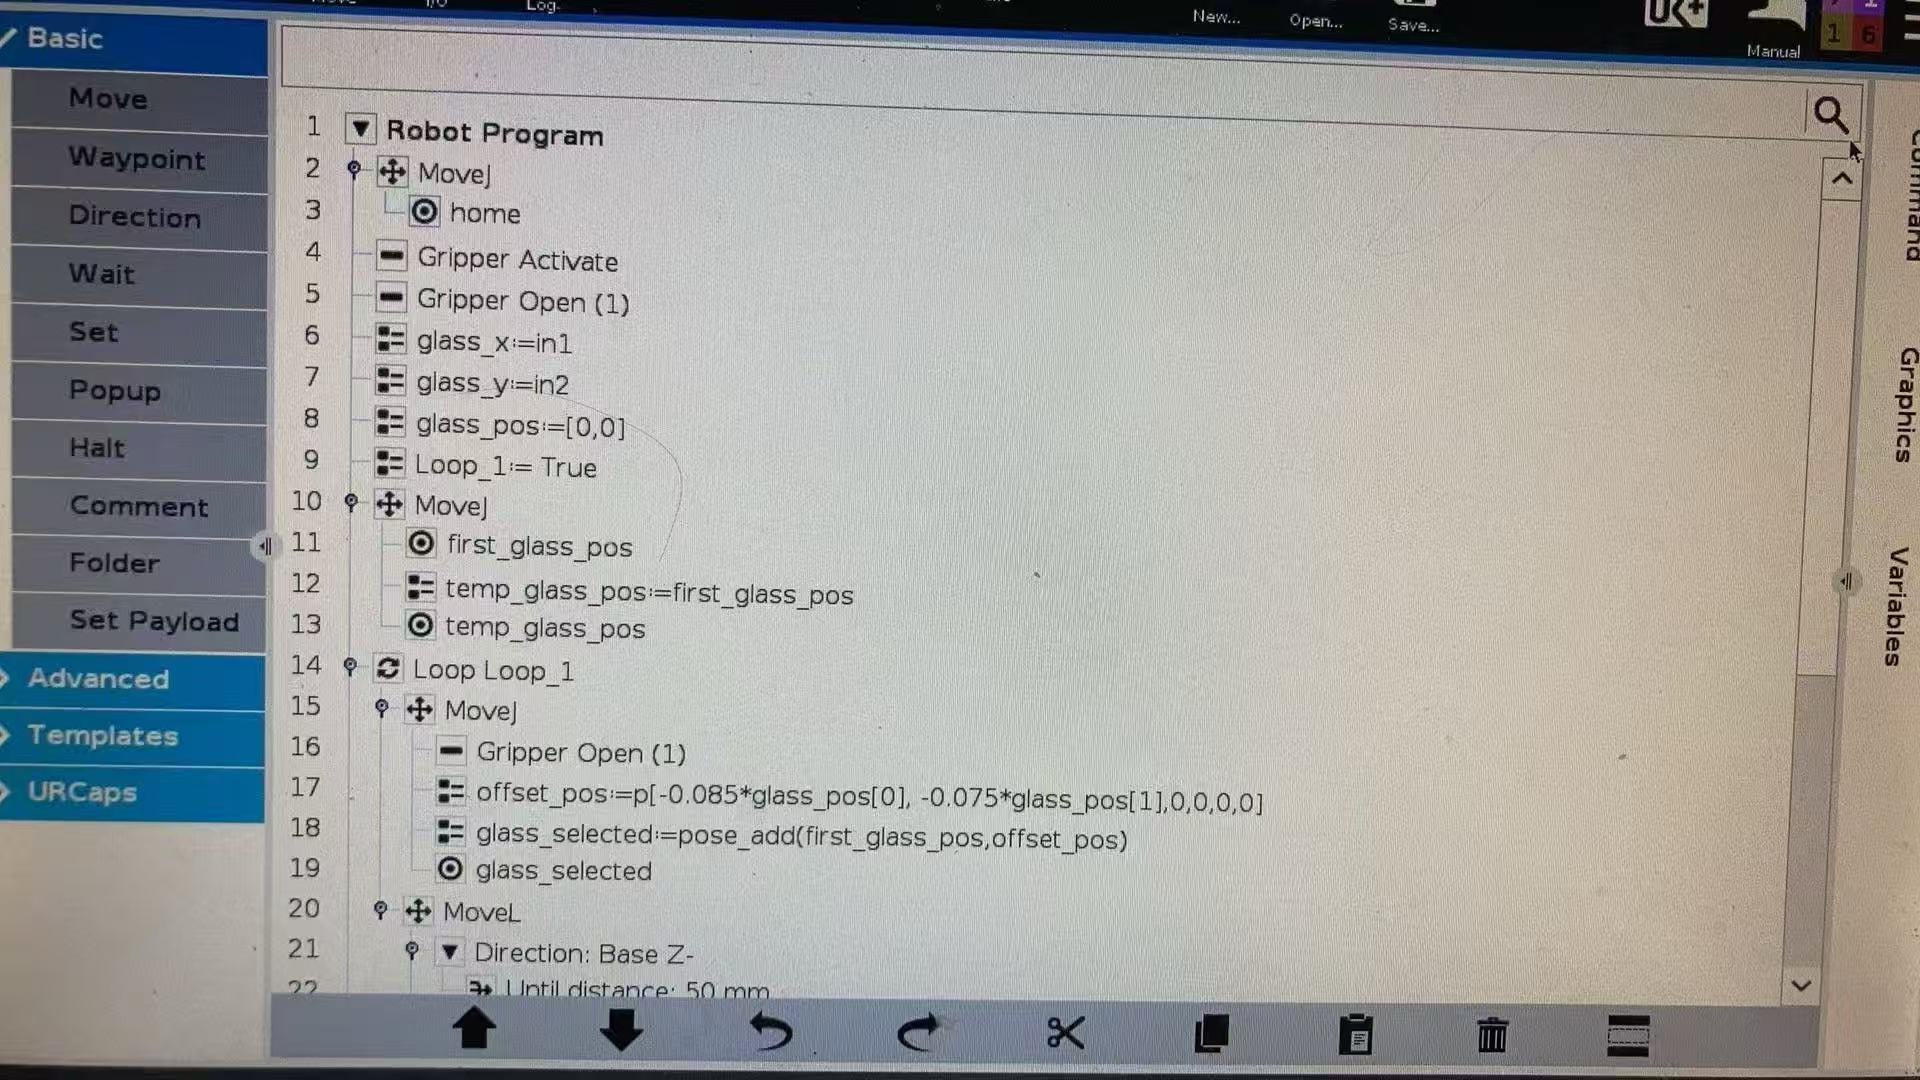 Log
New...
Open...
Save...
UR+
1 6
Manual
Basic
Move
Waypoint
Direction
Wait
Set
Popup
Halt
Comment
Folder
Set Payload
Advanced
Templates
URCaps
1 Robot Program
2 MoveJ
3 home
4 Gripper Activate
5 Gripper Open (1)
6 glass_x:=in1
7 glass_y:=in2
8 glass_pos:=[0,0]
9 Loop_1:= True
10 MoveJ
11 first_glass_pos
12 temp_glass_pos:=first_glass_pos
13 temp_glass_pos
14 Loop Loop_1
15 MoveJ
16 Gripper Open (1)
17 offset_pos:=p[-0.085*glass_pos[0], -0.075*glass_pos[1],0,0,0,0]
18 glass_selected:=pose_add(first_glass_pos,offset_pos)
19 glass_selected
20 MoveL
21 Direction: Base Z-
22 Until distance: 50 mm
Command
Graphics
Variables